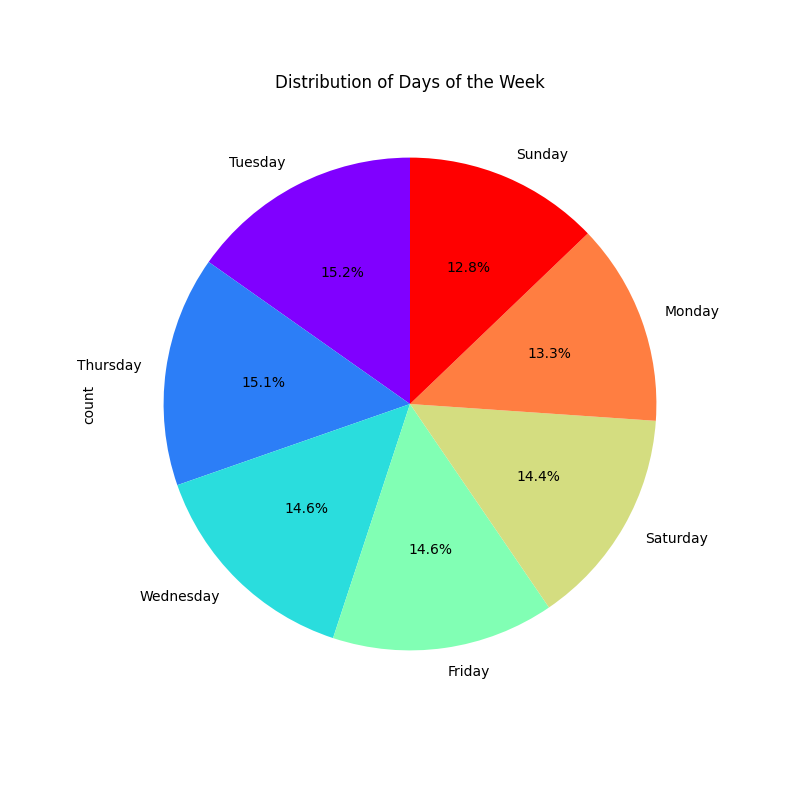 Distribution of Days of the Week
Sunday
Tuesday
12.8%
15.2%
Monday
13.3%
Thursday
15.1%
count
14.4%
14.6%
Saturday
14.6%
Wednesday
Friday